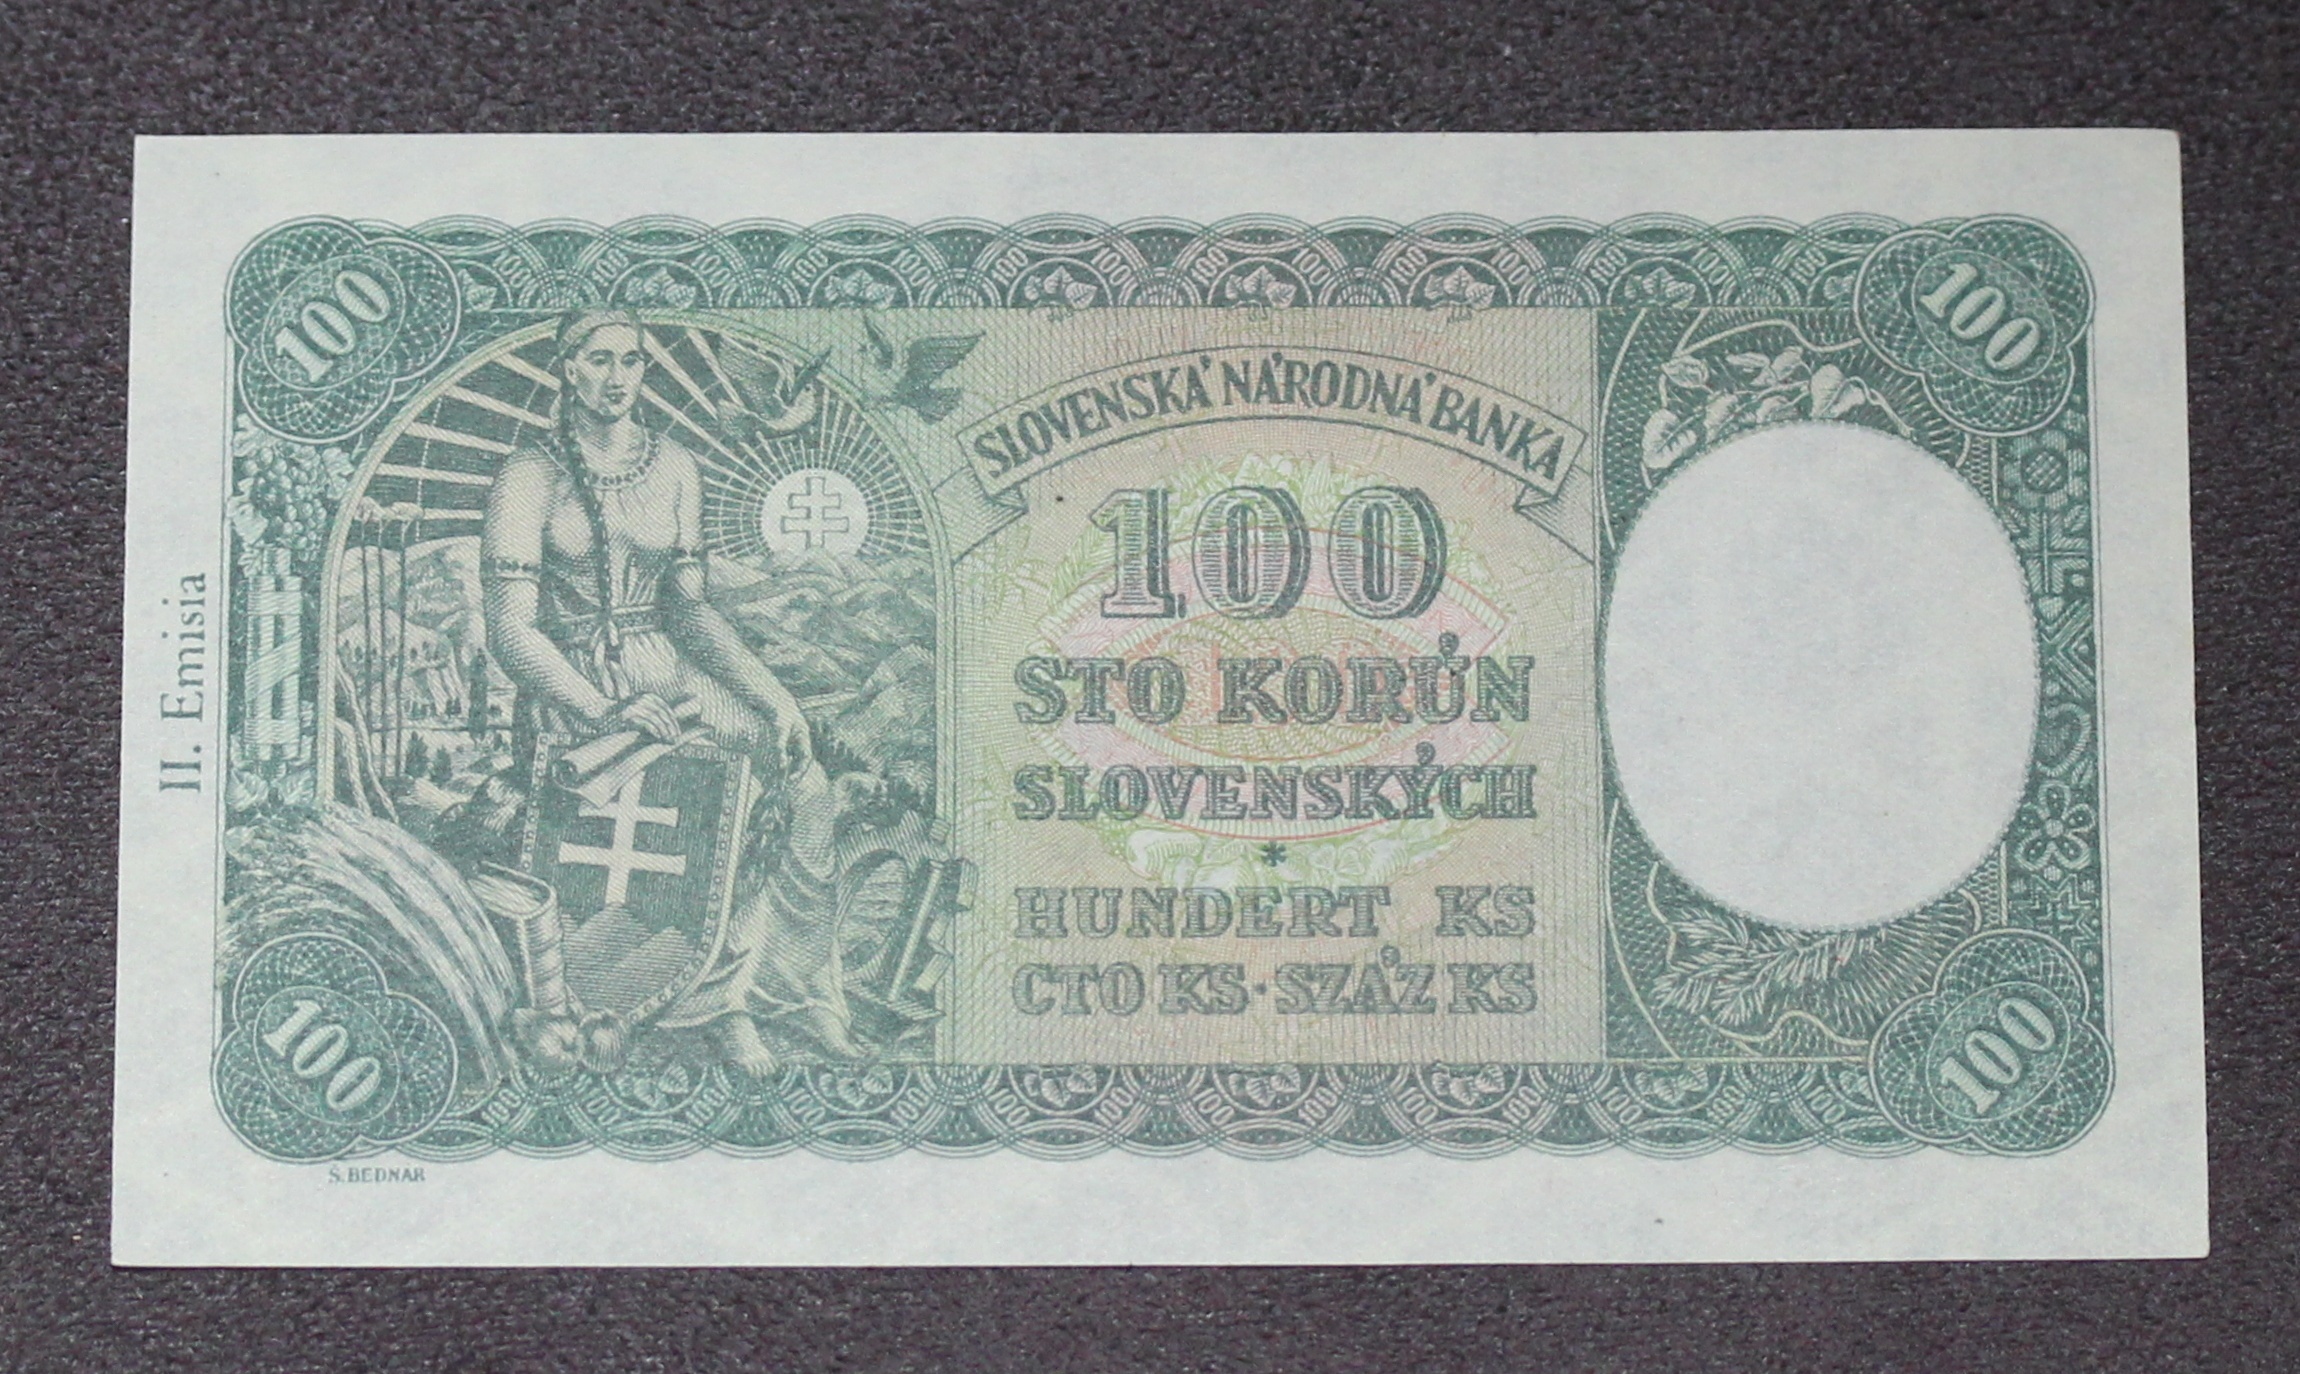 100
100
SLOVENSKÁ NÁRODNÁ BANKA
100
STO KORÚN
SLOVENSKÝCH
*
HUNDERT KS
СТО KS · SZÁZ KS
II. Emisia
100
100
Š. BEDNÁR